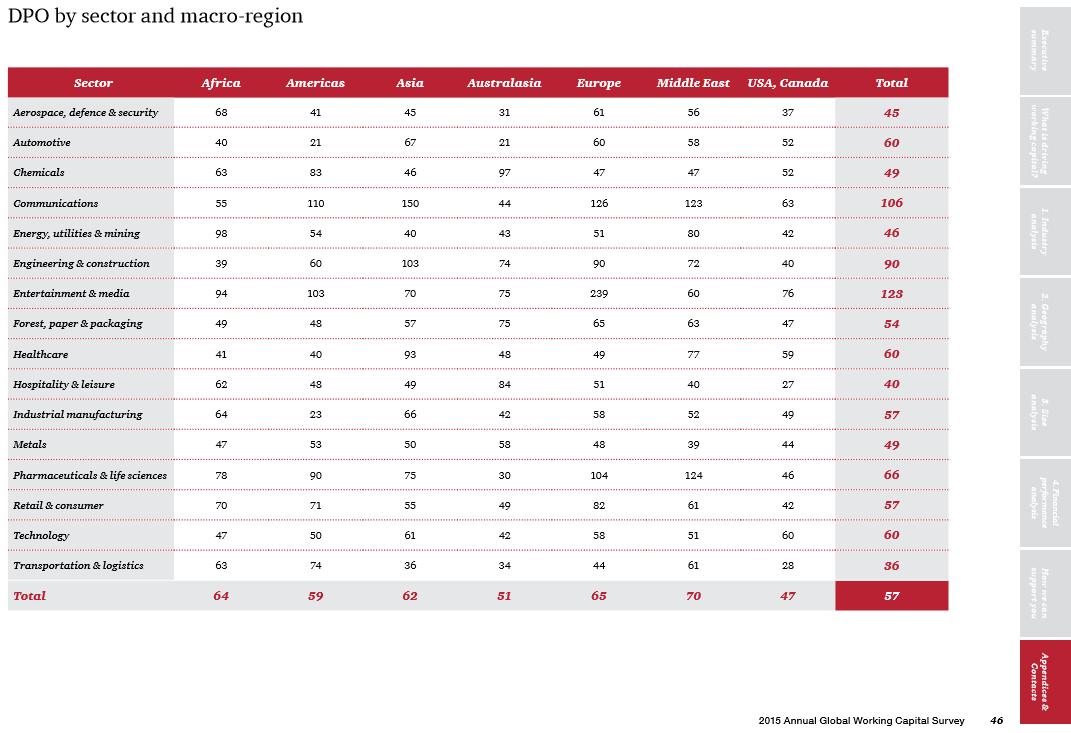 DPO by sector and macro-region
Sector Africa Americas Asia Australasia Europe Middle East USA, Canada Total
Aerospace, defence & security 68 41 45 31 61 56 37 45
Automotive 40 21 67 21 60 58 52 60
Chemicals 63 83 46 97 47 47 52 49
Communications 55 110 150 44 126 123 63 106
Energy, utilities & mining 98 54 40 43 51 80 42 46
Engineering & construction 39 60 103 74 90 72 40 90
Entertainment & media 94 103 70 75 239 60 76 123
Forest, paper & packaging 49 48 57 75 65 63 47 54
Healthcare 41 40 93 48 49 77 59 60
Hospitality & leisure 62 48 49 84 51 40 27 40
Industrial manufacturing 64 23 66 42 58 52 49 57
Metals 47 53 50 58 48 39 44 49
Pharmaceuticals & life sciences 78 90 75 30 104 124 46 66
Retail & consumer 70 71 55 49 82 61 42 57
Technology 47 50 61 42 58 51 60 60
Transportation & logistics 63 74 36 34 44 61 28 36
Total 64 59 62 51 65 70 47 57
Executive
summary
What is driving
working capital?
1. Industry
analysis
2. Geography
analysis
3. Size
analysis
4. Financial
performance
analysis
How we can
support you
Appendices &
Contacts
2015 Annual Global Working Capital Survey 46